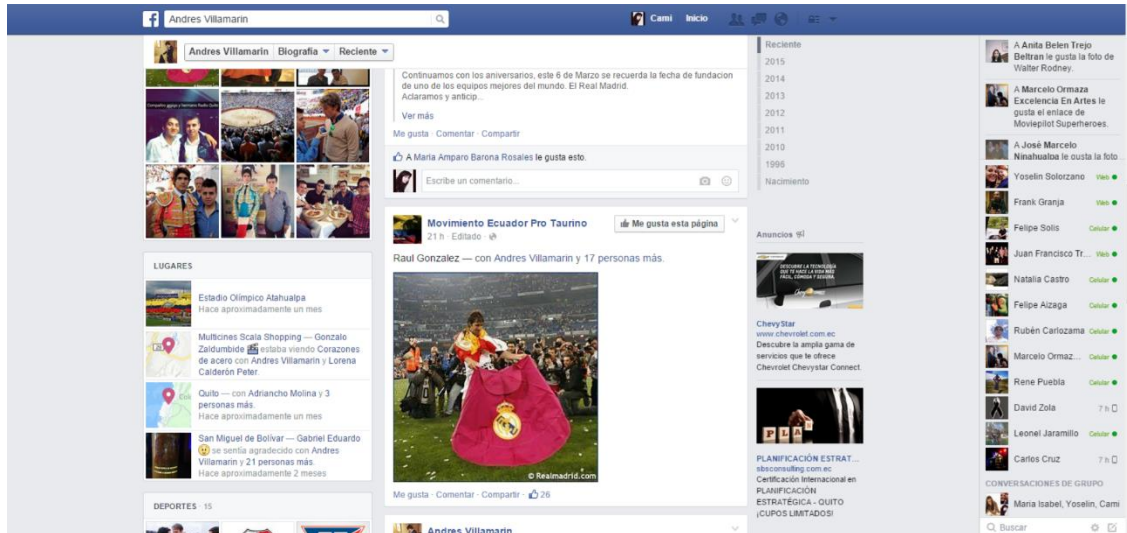 Andres Villamarin
Cami Inicio
Andres Villamarin Biografía Reciente
Continuamos con los aniversarios, este 6 de Marzo se recuerda la fecha de fundacion
de uno de los equipos mejores del mundo. El Real Madrid.
Aclaramos y anticip...
Ver más
Me gusta · Comentar · Compartir
A Maria Amparo Barona Rosales le gusta esto.
Escribe un comentario...
Movimiento Ecuador Pro Taurino
Me gusta esta página
21 h · Editado ·
Raul Gonzalez — con Andres Villamarin y 17 personas más.
© Realmadrid.com
Me gusta · Comentar · Compartir · 26
Andres Villamarin
LUGARES
Estadio Olímpico Atahualpa
Hace aproximadamente un mes
Multicines Scala Shopping — Gonzalo
Zaldumbide estaba viendo Corazones
de acero con Andres Villamarin y Lorena
Calderón Peter.
Quito — con Adriancho Molina y 3
personas más.
Hace aproximadamente un mes
San Miguel de Bolívar — Gabriel Eduardo
se sentía agradecido con Andres
Villamarin y 21 personas más.
Hace aproximadamente 2 meses
DEPORTES · 15
Reciente
2015
2014
2013
2012
2011
2010
1996
Nacimiento
Anuncios
Chevrolet
ChevyStar
www.chevrolet.com.ec
Descubre la amplia gama de
servicios que te ofrece
Chevrolet Chevystar Connect.
PLA
PLANIFICACIÓN ESTRAT...
sbsconsulting.com.ec
Certificación Internacional en
PLANIFICACIÓN
ESTRATÉGICA - QUITO
¡CUPOS LIMITADOS!
A Anita Belen Trejo
Beltran le gusta la foto de
Walter Rodney.
A Marcelo Ormaza
Excelencia En Artes le
gusta el enlace de
Moviepilot Superheroes.
A José Marcelo
Ninahualpa le gusta la foto
Yoselin Solorzano Web
Frank Granja Web
Felipe Solis Celular
Juan Francisco Tr... Web
Natalia Castro Celular
Felipe Aizaga Celular
Rubén Carlozama Celular
Marcelo Ormaz... Celular
Rene Puebla Celular
David Zola 7 h
Leonel Jaramillo Celular
Carlos Cruz 7 h
CONVERSACIONES DE GRUPO
Maria Isabel, Yoselin, Cami
Buscar